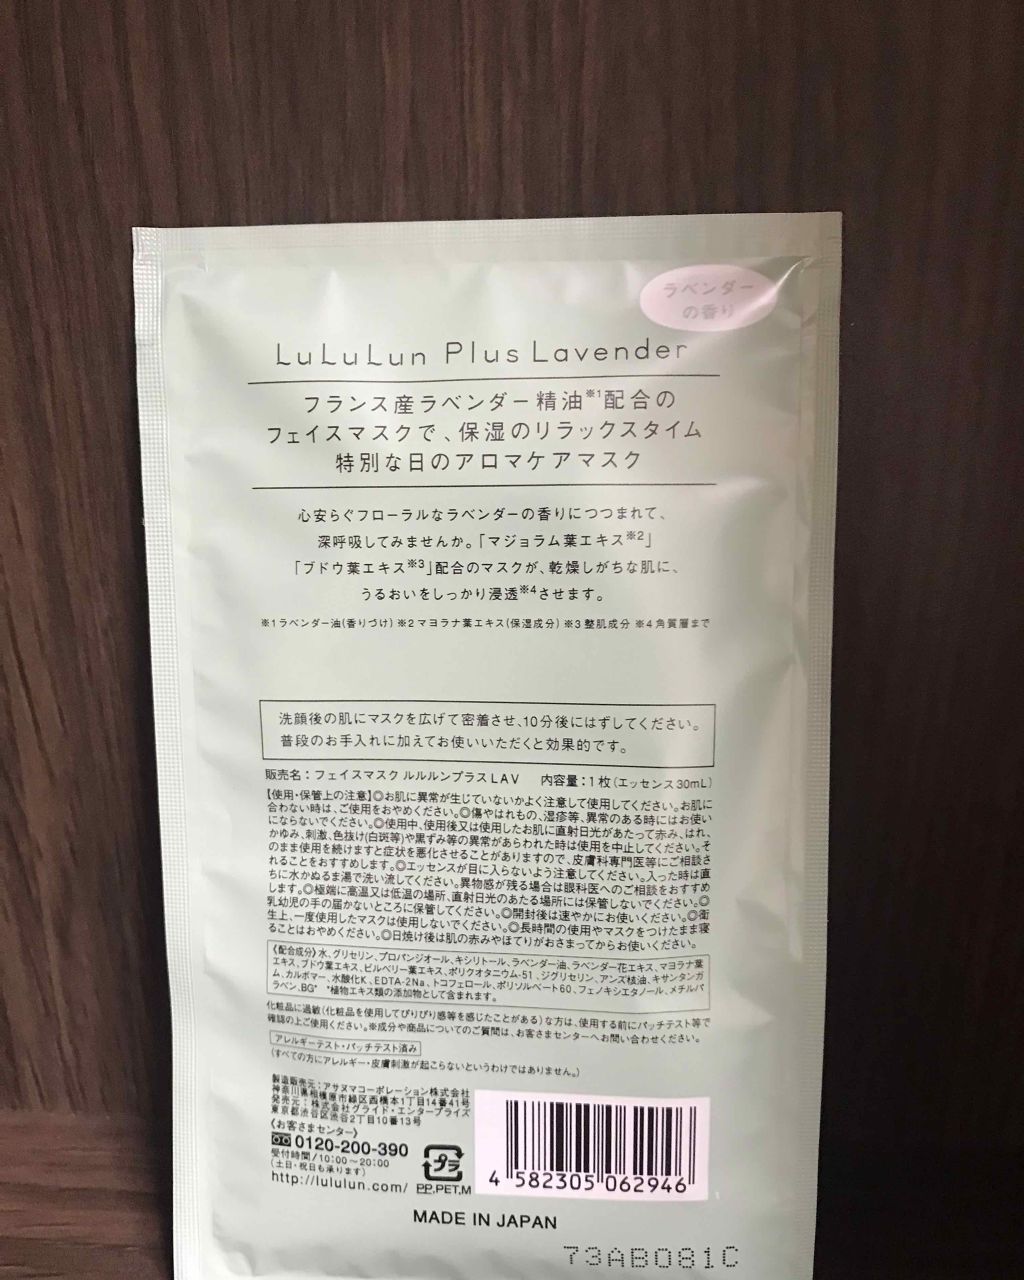 ラベンダー
の香り
LuLuLun Plus Lavender
フランス産ラベンダー精油※1配合の
フェイスマスクで、保湿のリラックスタイム
特別な日のアロマケアマスク
心安らぐフローラルなラベンダーの香りにつつまれて、
深呼吸してみませんか。「マジョラム葉エキス※2」
「ブドウ葉エキス※3」配合のマスクが、乾燥しがちな肌に、
うるおいをしっかり浸透※4させます。
※1ラベンダー油(香りづけ) ※2マヨラナ葉エキス(保湿成分) ※3整肌成分 ※4角質層まで
洗顔後の肌にマスクを広げて密着させ、10分後にはずしてください。
普段のお手入れに加えてお使いいただくと効果的です。
販売名：フェイスマスク ルルルンプラスLAV　内容量：1枚(エッセンス30mL)
【使用・保管上の注意】◎お肌に異常が生じていないかよく注意して使用してください。お肌に
合わない時は、ご使用をおやめください。◎傷やはれもの、湿疹等、異常のある時にはお使い
にならないでください。◎使用中、使用後又は使用したお肌に直射日光があたって赤み、はれ、
かゆみ、刺激、色抜け(白斑等)や黒ずみ等の異常があらわれた時は使用を中止してください。そ
のまま使用を続けますと症状を悪化させることがありますので、皮膚科専門医等にご相談さ
れることをおすすめします。◎エッセンスが目に入らないよう注意してください。入った時は直
ちに水かぬるま湯で洗い流してください。異物感が残る場合は眼科医へのご相談をおすすめ
します。◎極端に高温又は低温の場所、直射日光のあたる場所には保管しないでください。◎
乳幼児の手の届かないところに保管してください。◎開封後は速やかにお使いください。◎衛
生上、一度使用したマスクは使用しないでください。◎長時間の使用やマスクをつけたまま寝
ることはおやめください。◎日焼け後は肌の赤みやほてりがおさまってからお使いください。
《配合成分》水、グリセリン、プロパンジオール、キシリトール、ラベンダー油、ラベンダー花エキス、マヨラナ葉
エキス、ブドウ葉エキス、ビルベリー葉エキス、ポリクオタニウム-51、ジグリセリン、アンズ核油、キサンタンガ
ム、カルボマー、水酸化K、EDTA-2Na、トコフェロール、ポリソルベート60、フェノキシエタノール、メチルパ
ラベン、BG* *植物エキス類の添加物として含まれます。
化粧品に過敏(化粧品を使用してぴりぴり感等を感じたことがある)な方は、使用する前にパッチテスト等で
確認の上ご使用ください。※成分や商品についてのご質問は、お客さまセンターへお問い合わせください。
アレルギーテスト・パッチテスト済み
(すべての方にアレルギー・皮膚刺激が起こらないというわけではありません。)
製造販売元：アサヌマコーポレーション株式会社
神奈川県相模原市緑区西橋本1丁目14番41号
発売元：株式会社グライド・エンタープライズ
東京都渋谷区渋谷2丁目10番13号
《お客さまセンター》
0120-200-390
受付時間/10:00～20:00
(土日・祝日も承ります)
http://lululun.com/
プラ
PP,PET,M
4 582305 062946
MADE IN JAPAN
73AB081C